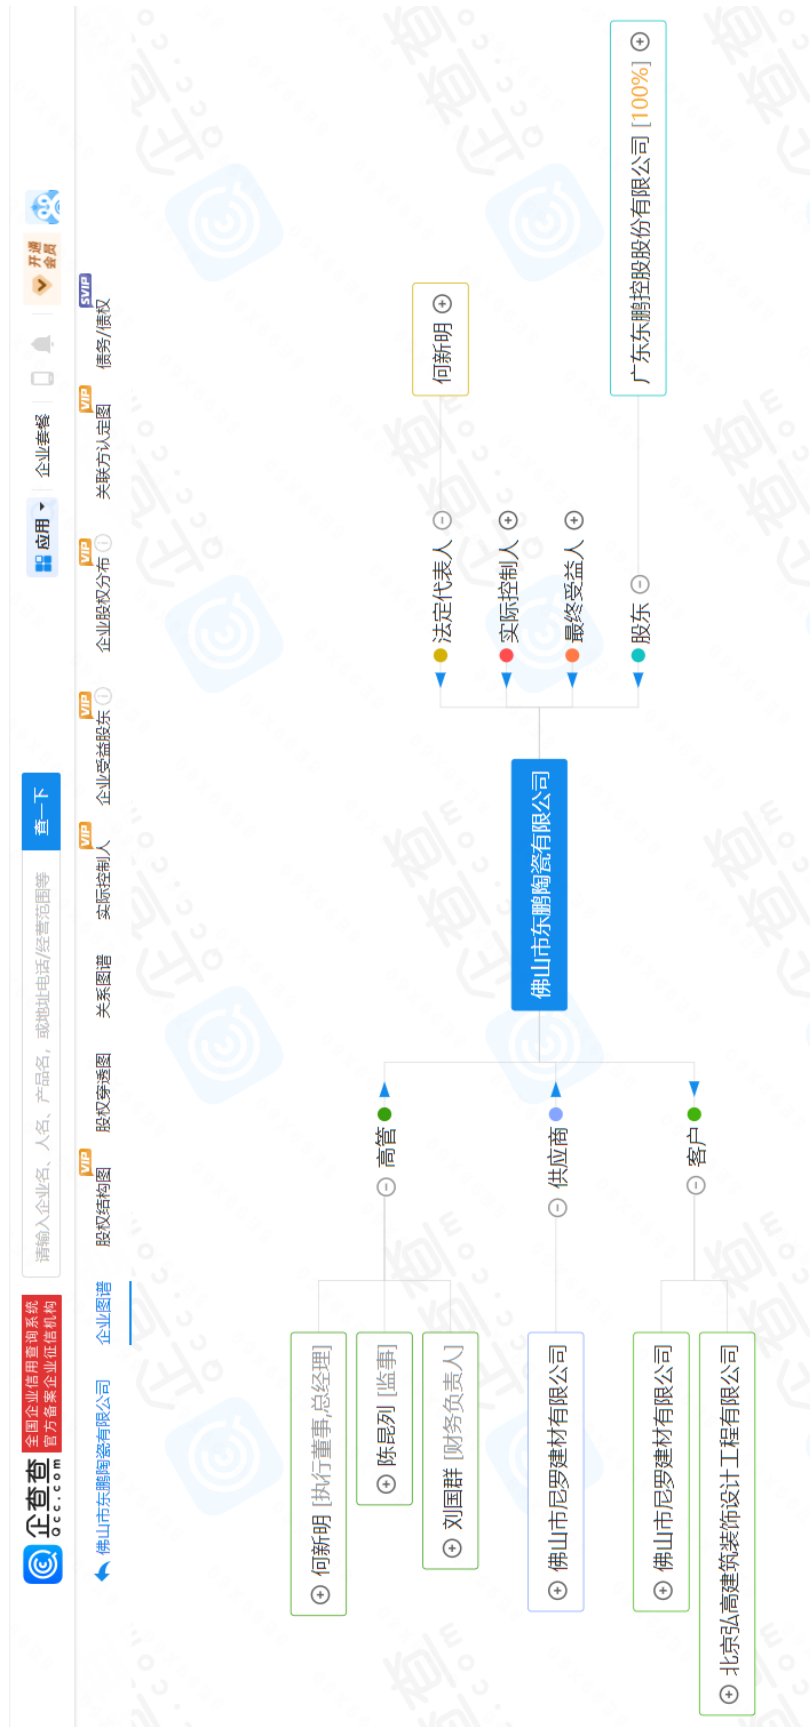 企查查
Qcc.com
全国企业信用查询系统
官方备案企业征信机构
请输入企业名、人名、产品名，或地址电话/经营范围等
查一下
应用
企业套餐
开通
会员
佛山市东鹏陶瓷有限公司
企业图谱
股权结构图
VIP
股权穿透图
关系图谱
实际控制人
VIP
企业受益股东
VIP
企业股权分布
VIP
关联方认定图
VIP
债务/债权
SVIP
何新明 [执行董事,总经理]
陈昆列 [监事]
刘国群 [财务负责人]
高管
佛山市尼罗建材有限公司
供应商
佛山市尼罗建材有限公司
北京弘高建筑装饰设计工程有限公司
客户
佛山市东鹏陶瓷有限公司
法定代表人
何新明
实际控制人
最终受益人
股东
广东东鹏控股股份有限公司 [100%]